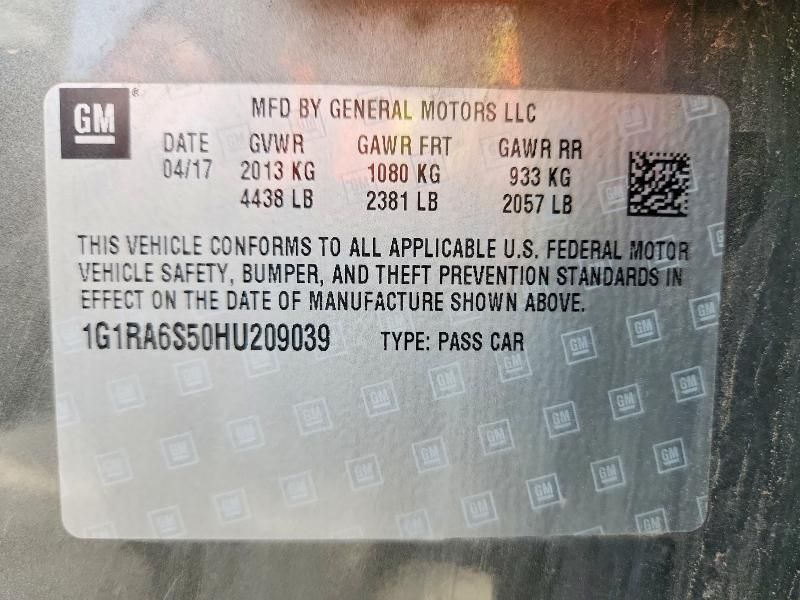 GM®
MFD BY GENERAL MOTORS LLC
DATE GVWR GAWR FRT GAWR RR
04/17 2013 KG 1080 KG 933 KG
4438 LB 2381 LB 2057 LB
THIS VEHICLE CONFORMS TO ALL APPLICABLE U.S. FEDERAL MOTOR
VEHICLE SAFETY, BUMPER, AND THEFT PREVENTION STANDARDS IN
EFFECT ON THE DATE OF MANUFACTURE SHOWN ABOVE.
1G1RA6S50HU209039 TYPE: PASS CAR